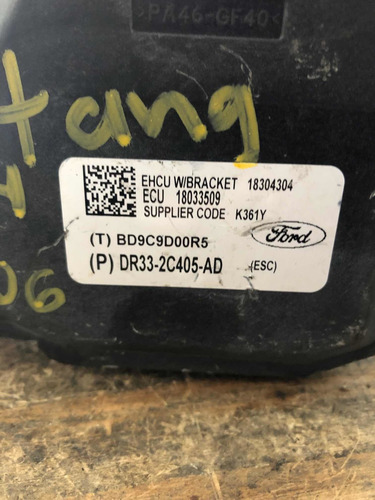 >PA46-GF40<
tang
06
EHCU W/BRACKET 18304304
ECU 18033509
SUPPLIER CODE K361Y
Ford
(T) BD9C9D00R5
(P) DR33-2C405-AD (ESC)